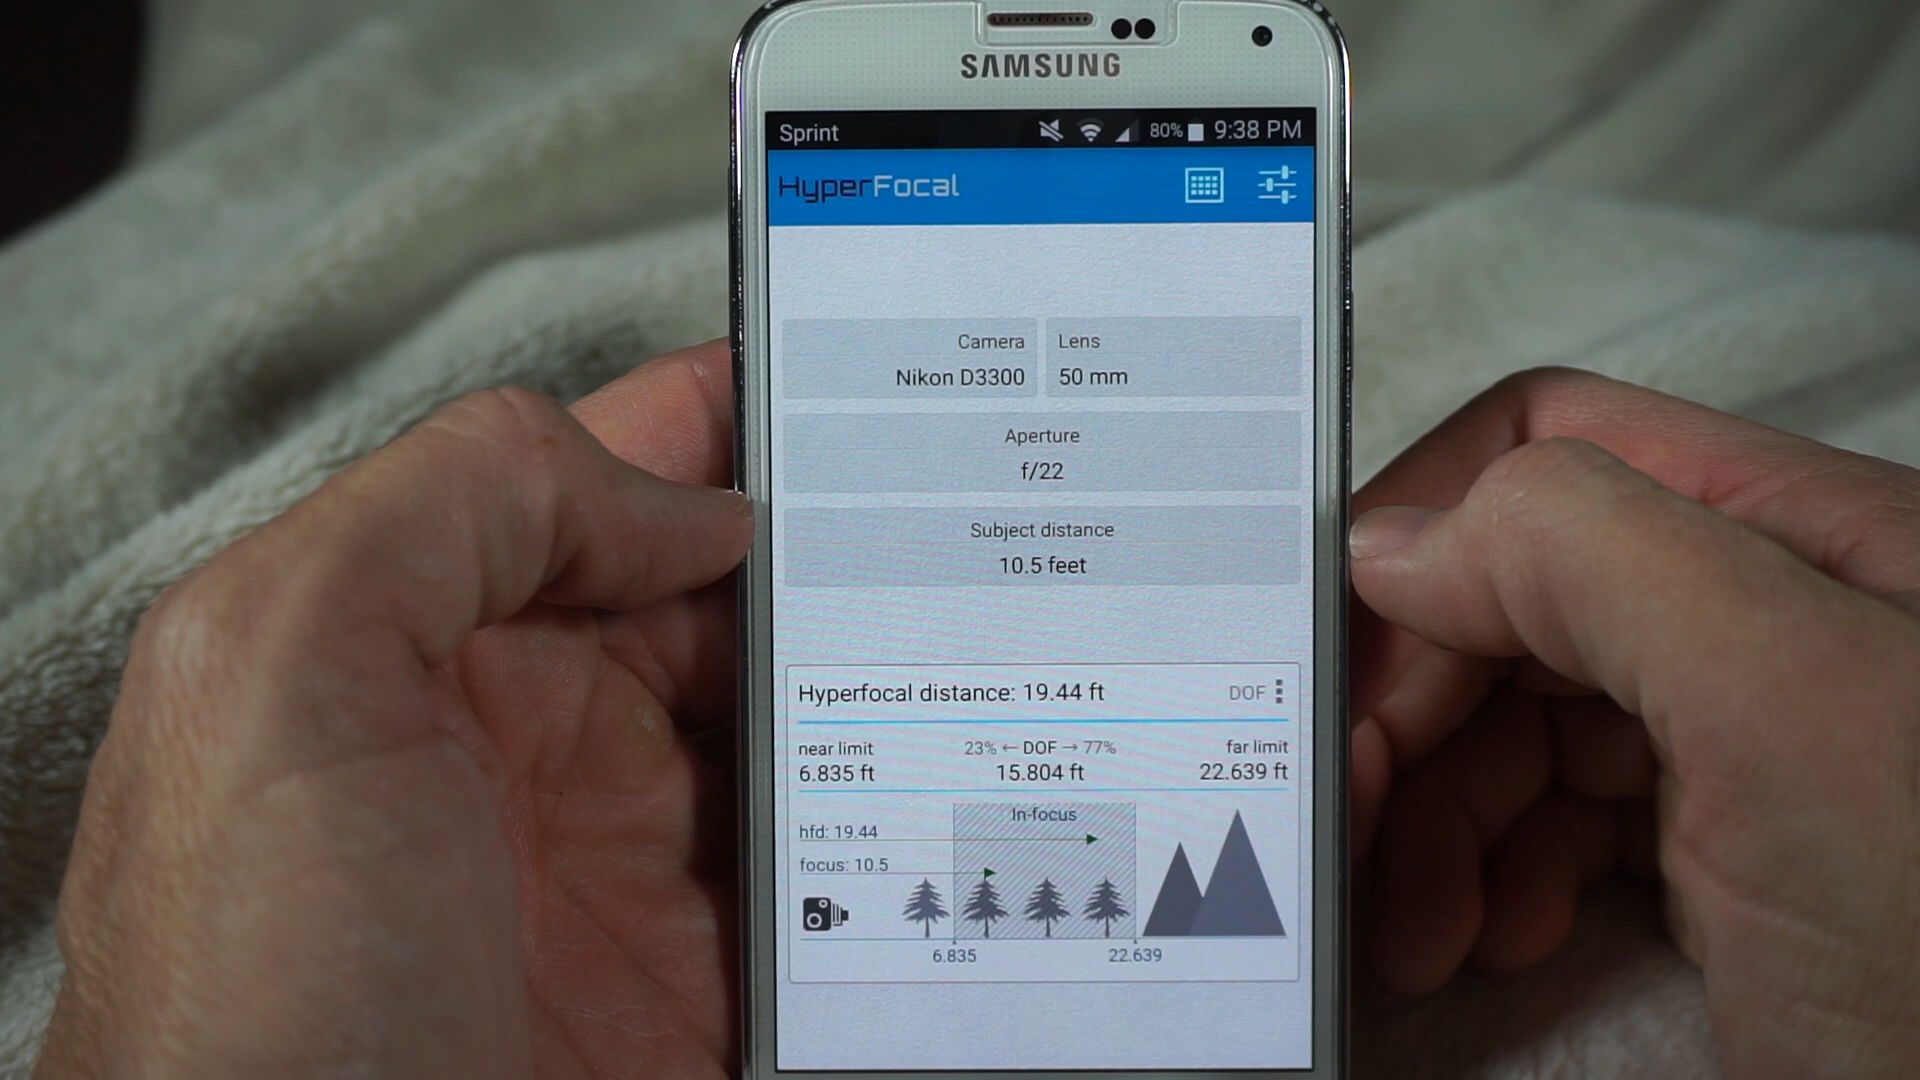 SAMSUNG
Sprint 80% 9:38 PM
HyperFocal
Camera Lens
Nikon D3300 50 mm
Aperture
f/22
Subject distance
10.5 feet
Hyperfocal distance: 19.44 ft DOF
near limit 23% ← DOF → 77% far limit
6.835 ft 15.804 ft 22.639 ft
In-focus
hfd: 19.44
focus: 10.5
6.835 22.639